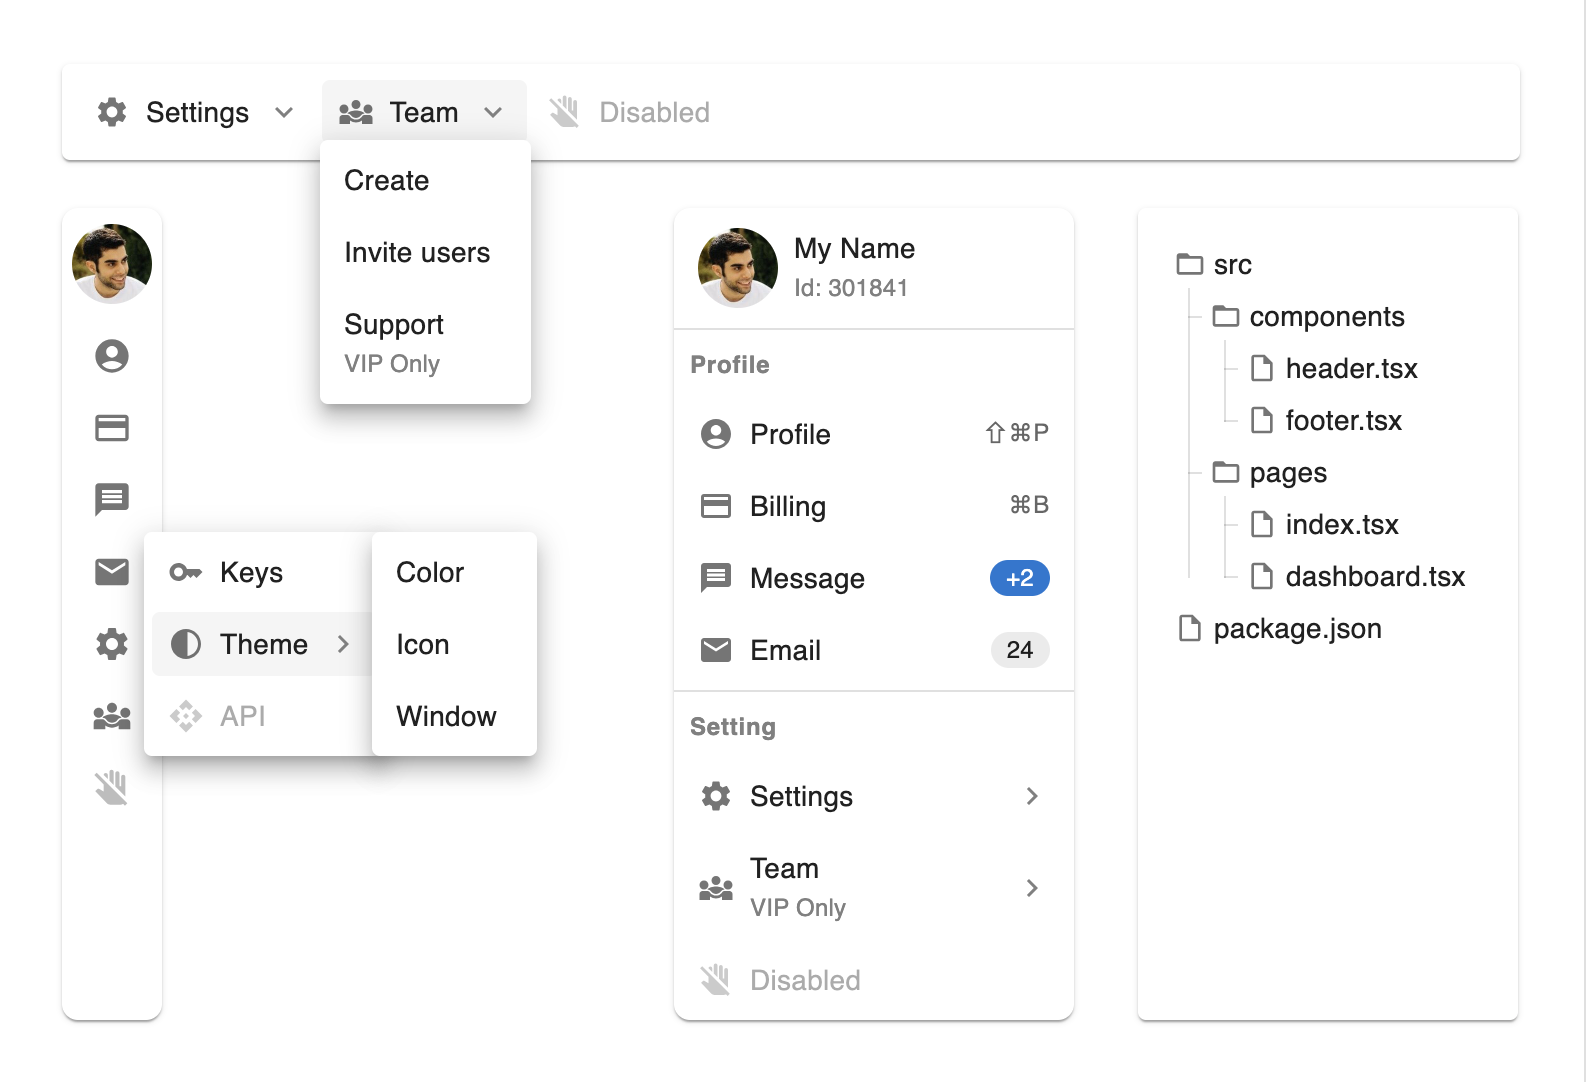 Settings
Team
Disabled
Create
Invite users
Support
VIP Only
Keys
Theme
API
Color
Icon
Window
My Name
Id: 301841
Profile
Profile ⇧⌘P
Billing ⌘B
Message +2
Email 24
Setting
Settings
Team
VIP Only
Disabled
src
components
header.tsx
footer.tsx
pages
index.tsx
dashboard.tsx
package.json